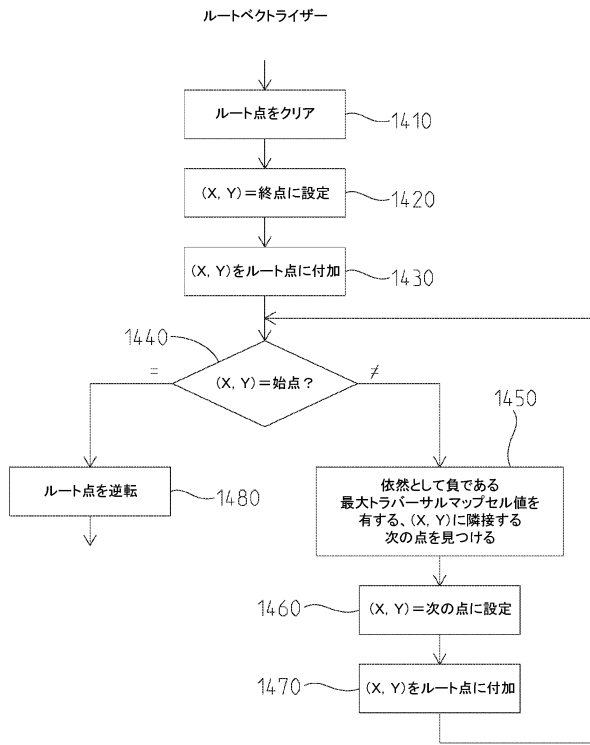 ルートベクトライザー
ルート点をクリア
1410
(X, Y)＝終点に設定
1420
(X, Y)をルート点に付加
1430
1440
(X, Y)＝始点？
=
≠
1450
ルート点を逆転
1480
依然として負である
最大トラバーサルマップセル値を
有する、(X, Y)に隣接する
次の点を見つける
1460
(X, Y)＝次の点に設定
1470
(X, Y)をルート点に付加